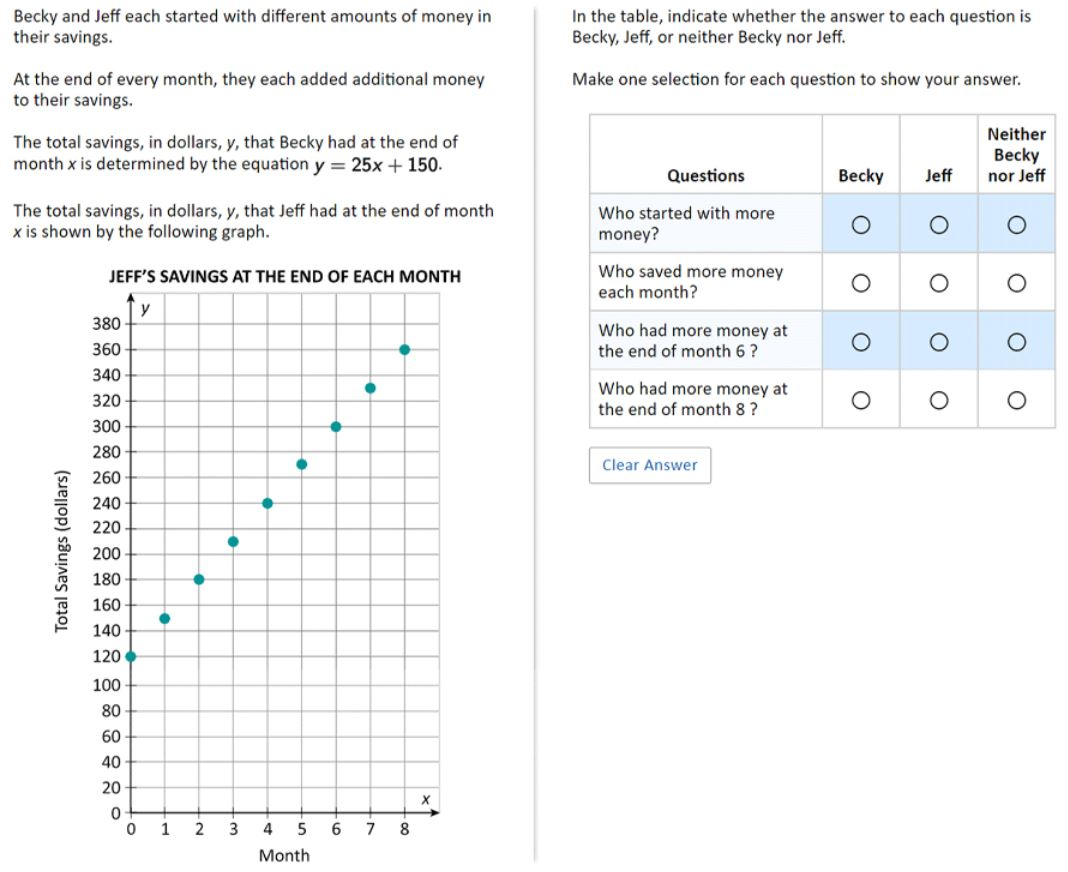 Becky and Jeff each started with different amounts of money in
their savings.
At the end of every month, they each added additional money
to their savings.
The total savings, in dollars, y, that Becky had at the end of
month x is determined by the equation y = 25x + 150.
The total savings, in dollars, y, that Jeff had at the end of month
x is shown by the following graph.
JEFF'S SAVINGS AT THE END OF EACH MONTH
y
380
360
340
320
300
280
260
240
220
200
180
160
140
120
100
80
60
40
20
0
Total Savings (dollars)
x
0 1 2 3 4 5 6 7 8
Month
In the table, indicate whether the answer to each question is
Becky, Jeff, or neither Becky nor Jeff.
Make one selection for each question to show your answer.
Questions Becky Jeff Neither
Becky
nor Jeff
Who started with more
money?
Who saved more money
each month?
Who had more money at
the end of month 6 ?
Who had more money at
the end of month 8 ?
Clear Answer